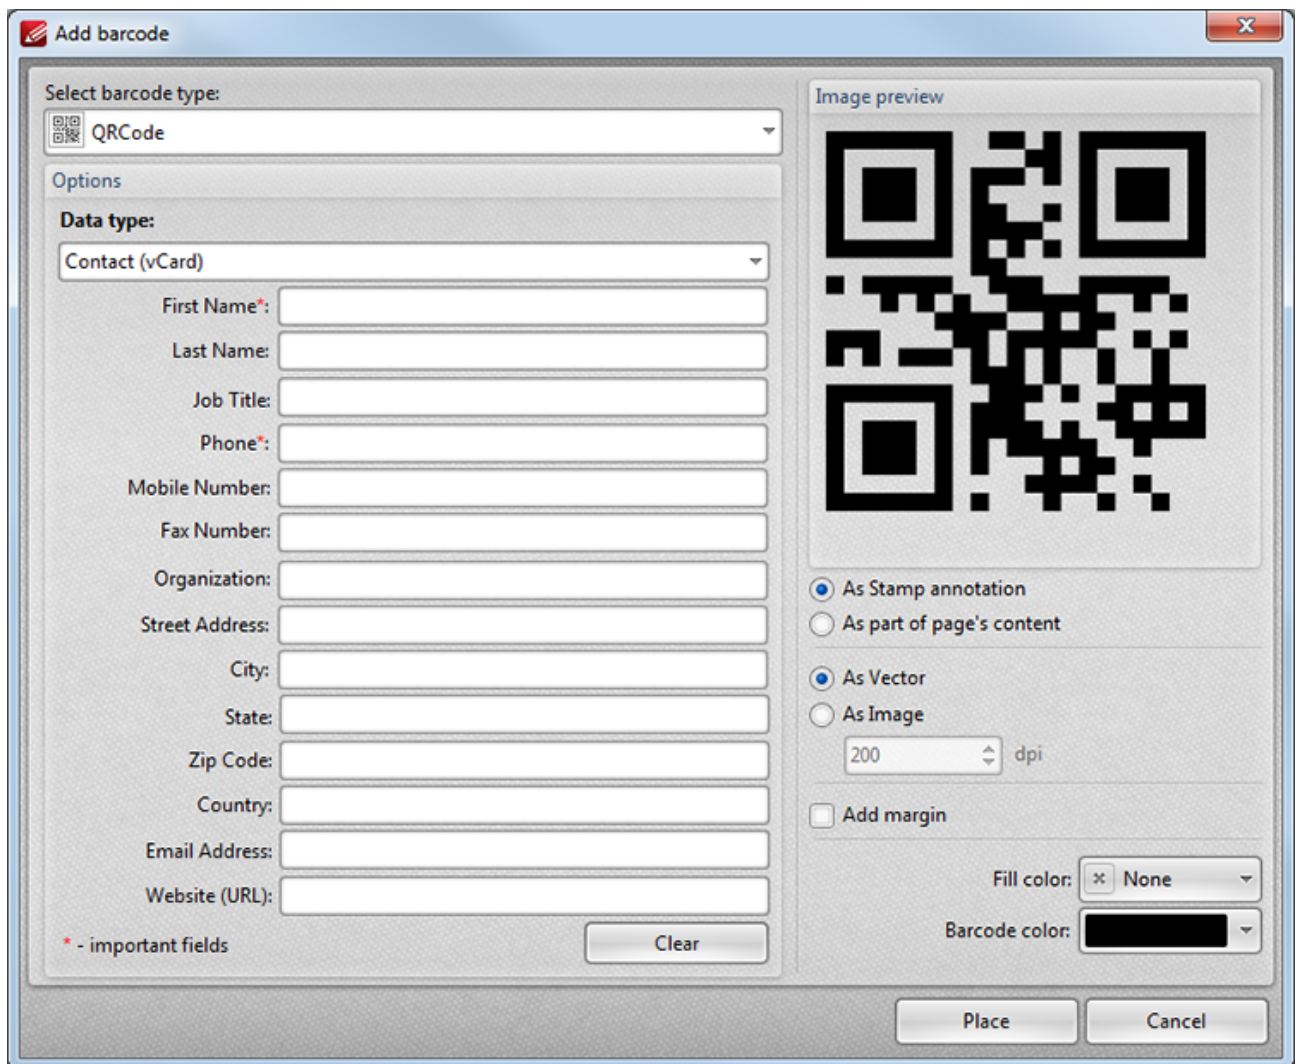 Add barcode
Select barcode type:
QRCode
Options
Data type:
Contact (vCard)
First Name*:
Last Name:
Job Title:
Phone*:
Mobile Number:
Fax Number:
Organization:
Street Address:
City:
State:
Zip Code:
Country:
Email Address:
Website (URL):
* - important fields
Clear
Image preview
As Stamp annotation
As part of page's content
As Vector
As Image
200 dpi
Add margin
Fill color: None
Barcode color:
Place
Cancel